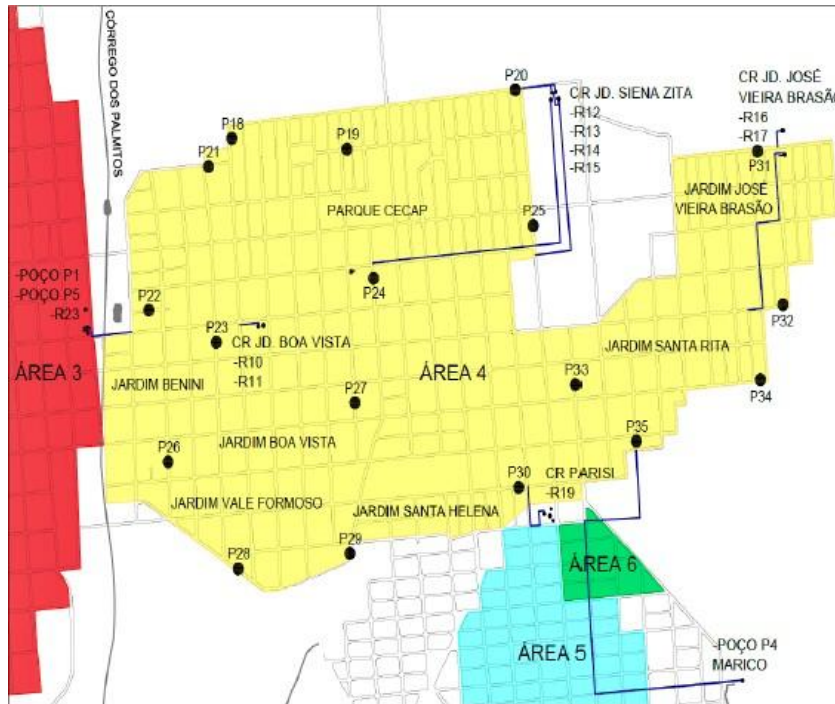 CÓRREGO DOS PALMITOS
P20
CR JD. SIENA ZITA
-R12
-R13
-R14
-R15
CR JD. JOSÉ
VIEIRA BRASÃO
-R16
-R17
P18
P19
P21
P31
PARQUE CECAP
JARDIM JOSÉ
VIEIRA BRASÃO
P25
-POÇO P1
-POÇO P5
-R23
P24
P22
P23
CR JD. BOA VISTA
-R10
-R11
P32
JARDIM SANTA RITA
ÁREA 3
JARDIM BENINI
ÁREA 4
P33
P34
P27
JARDIM BOA VISTA
P35
P26
P30
CR PARISI
-R19
JARDIM VALE FORMOSO
JARDIM SANTA HELENA
P28
P29
ÁREA 6
ÁREA 5
-POÇO P4
MARICO